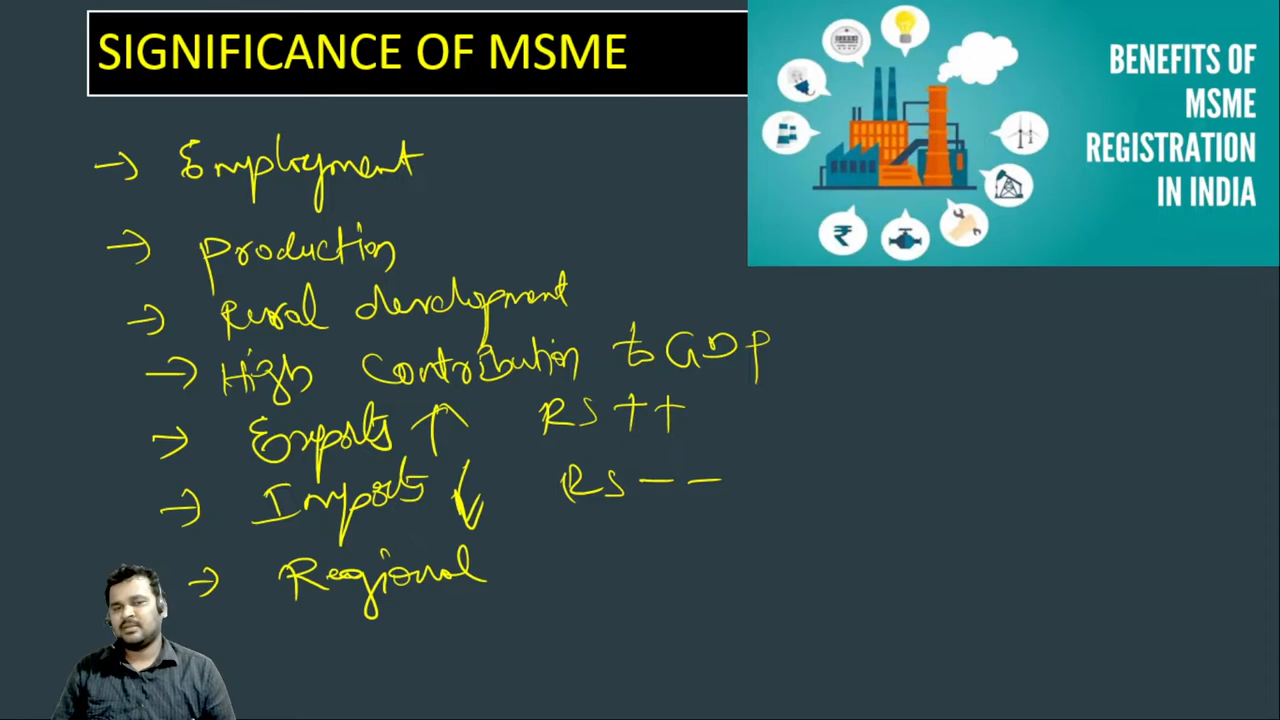 SIGNIFICANCE OF MSME
BENEFITS OF
MSME
REGISTRATION
IN INDIA
→ Employment
→ Production
→ Rural development
→ High Contribution to GDP
→ Exports ↑ RS ++
→ Imports ↓ RS - -
→ Regional
₹